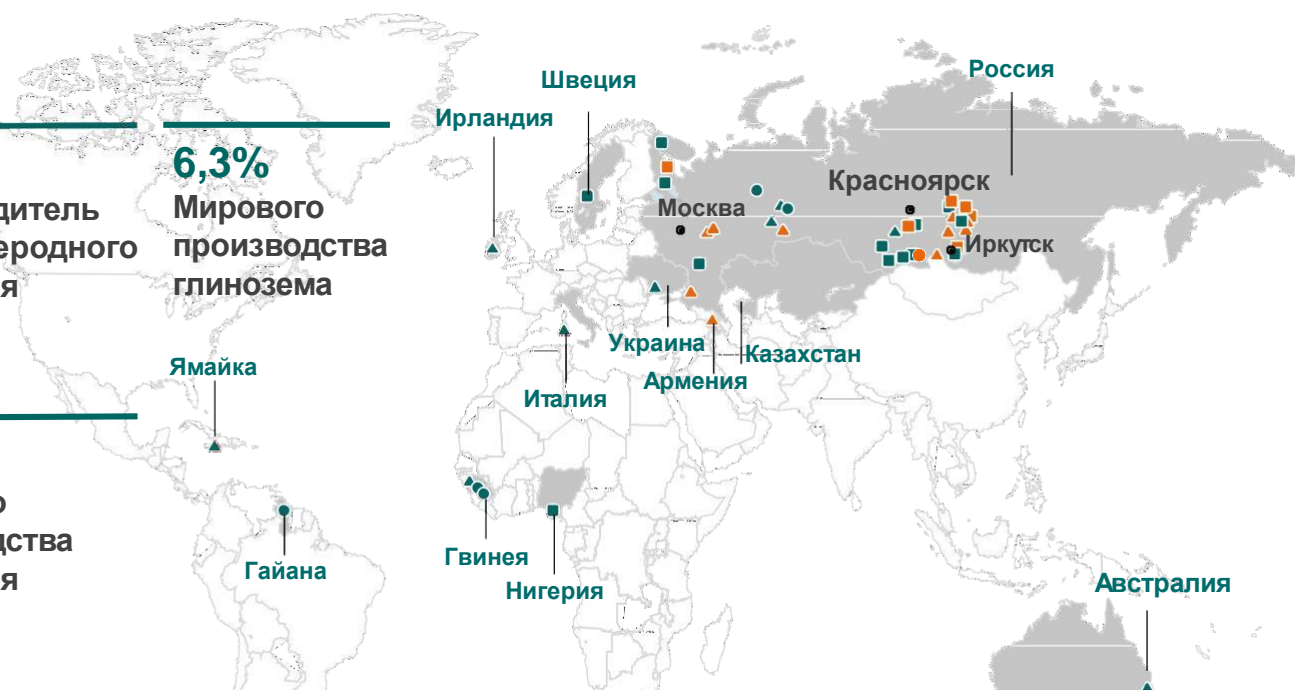 Швеция
Россия
Ирландия
6,3%
Мирового
производства
глинозема
Красноярск
Москва
Иркутск
Украина
Казахстан
Армения
Италия
Ямайка
Гвинея
Нигерия
Гайана
Австралия